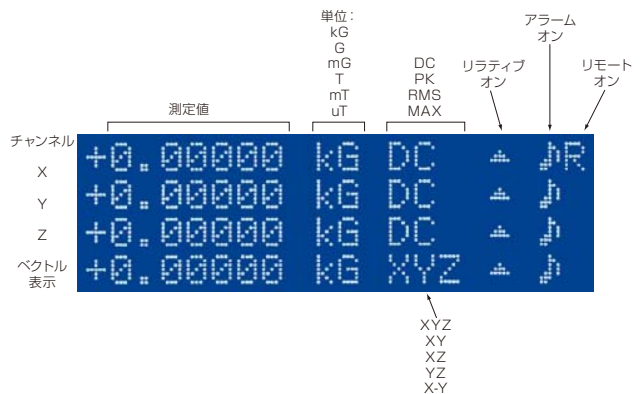 単位:
kG
G
mG
T
mT
uT
DC
PK
RMS
MAX
リラティブ
オン
アラーム
オン
リモート
オン
測定値
チャンネル
X
Y
Z
ベクトル
表示
+0.00000 kG DC ♪R
+0.00000 kG DC ♪
+0.00000 kG DC ♪
+0.00000 kG XYZ ♪
XYZ
XY
XZ
YZ
X-Y